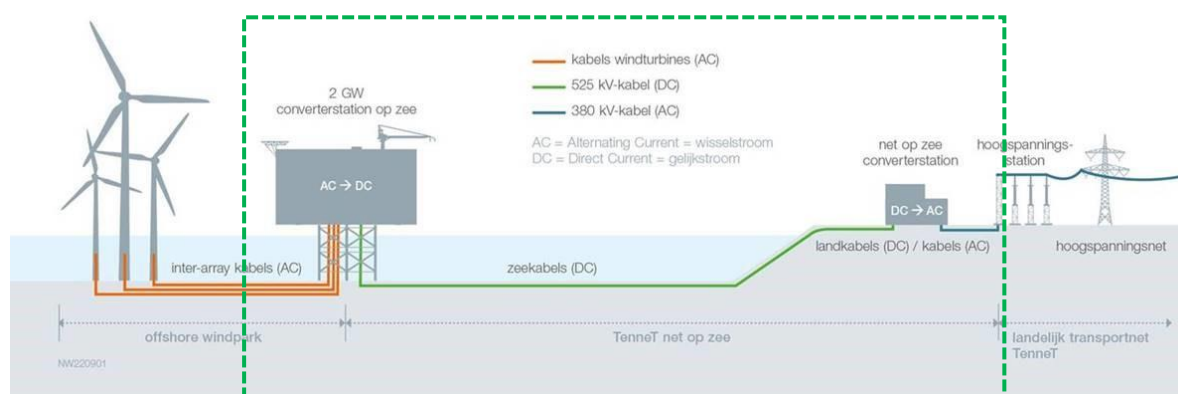 kabels windturbines (AC)
525 kV-kabel (DC)
380 kV-kabel (AC)
AC = Alternating Current = wisselstroom
DC = Direct Current = gelijkstroom
2 GW
converterstation op zee
AC → DC
net op zee
converterstation
DC → AC
hoogspannings-
station
inter-array kabels (AC)
zeekabels (DC)
landkabels (DC) / kabels (AC)
hoogspanningsnet
offshore windpark
TenneT net op zee
landelijk transportnet
TenneT
NW220901